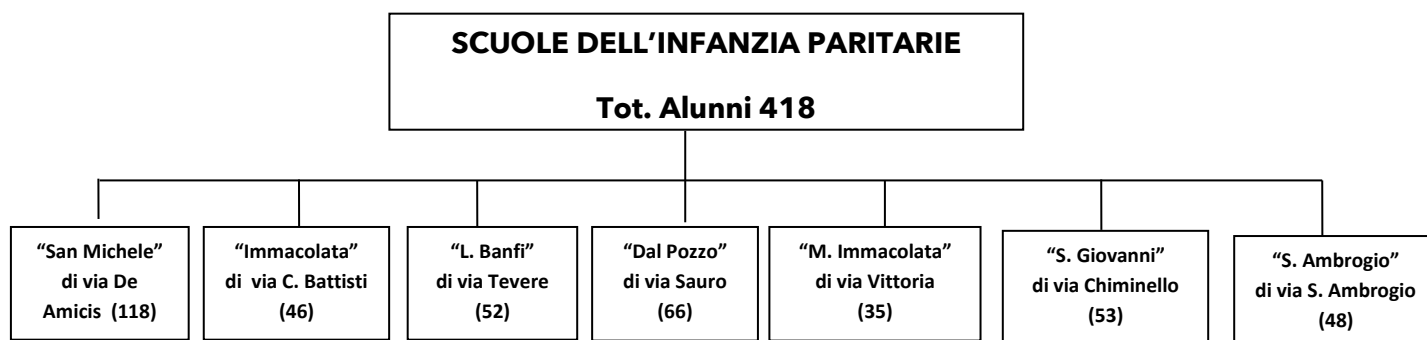 SCUOLE DELL’INFANZIA PARITARIE
Tot. Alunni 418
“San Michele”
di via De
Amicis (118)
“Immacolata”
di via C. Battisti
(46)
“L. Banfi”
di via Tevere
(52)
“Dal Pozzo”
di via Sauro
(66)
“M. Immacolata”
di via Vittoria
(35)
“S. Giovanni”
di via Chiminello
(53)
“S. Ambrogio”
di via S. Ambrogio
(48)